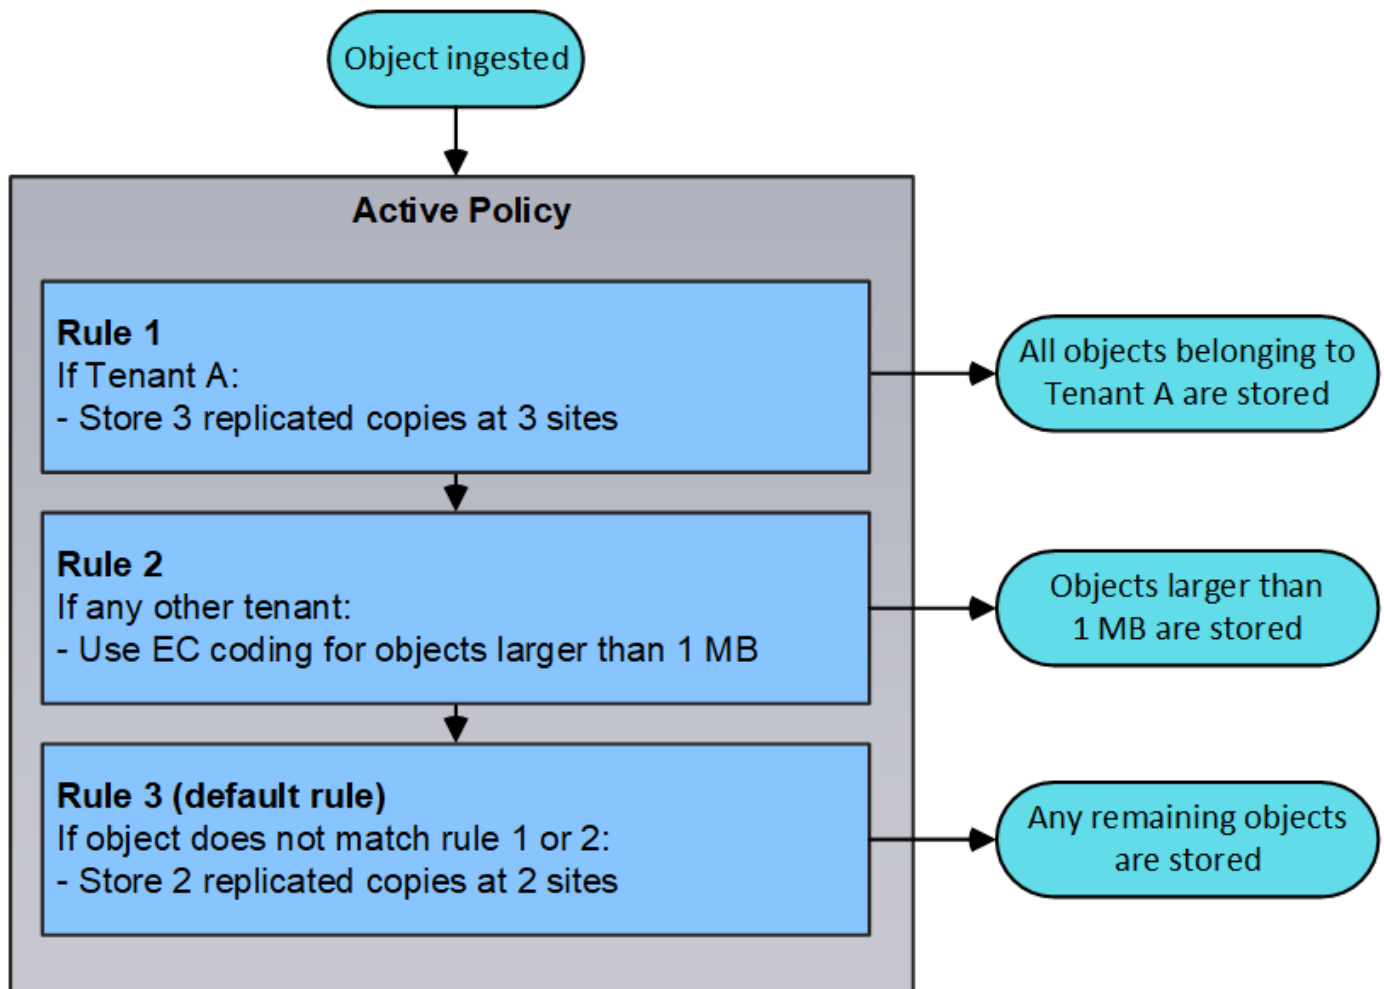 Object ingested
Active Policy
Rule 1
If Tenant A:
- Store 3 replicated copies at 3 sites
All objects belonging to
Tenant A are stored
Rule 2
If any other tenant:
- Use EC coding for objects larger than 1 MB
Objects larger than
1 MB are stored
Rule 3 (default rule)
If object does not match rule 1 or 2:
- Store 2 replicated copies at 2 sites
Any remaining objects
are stored